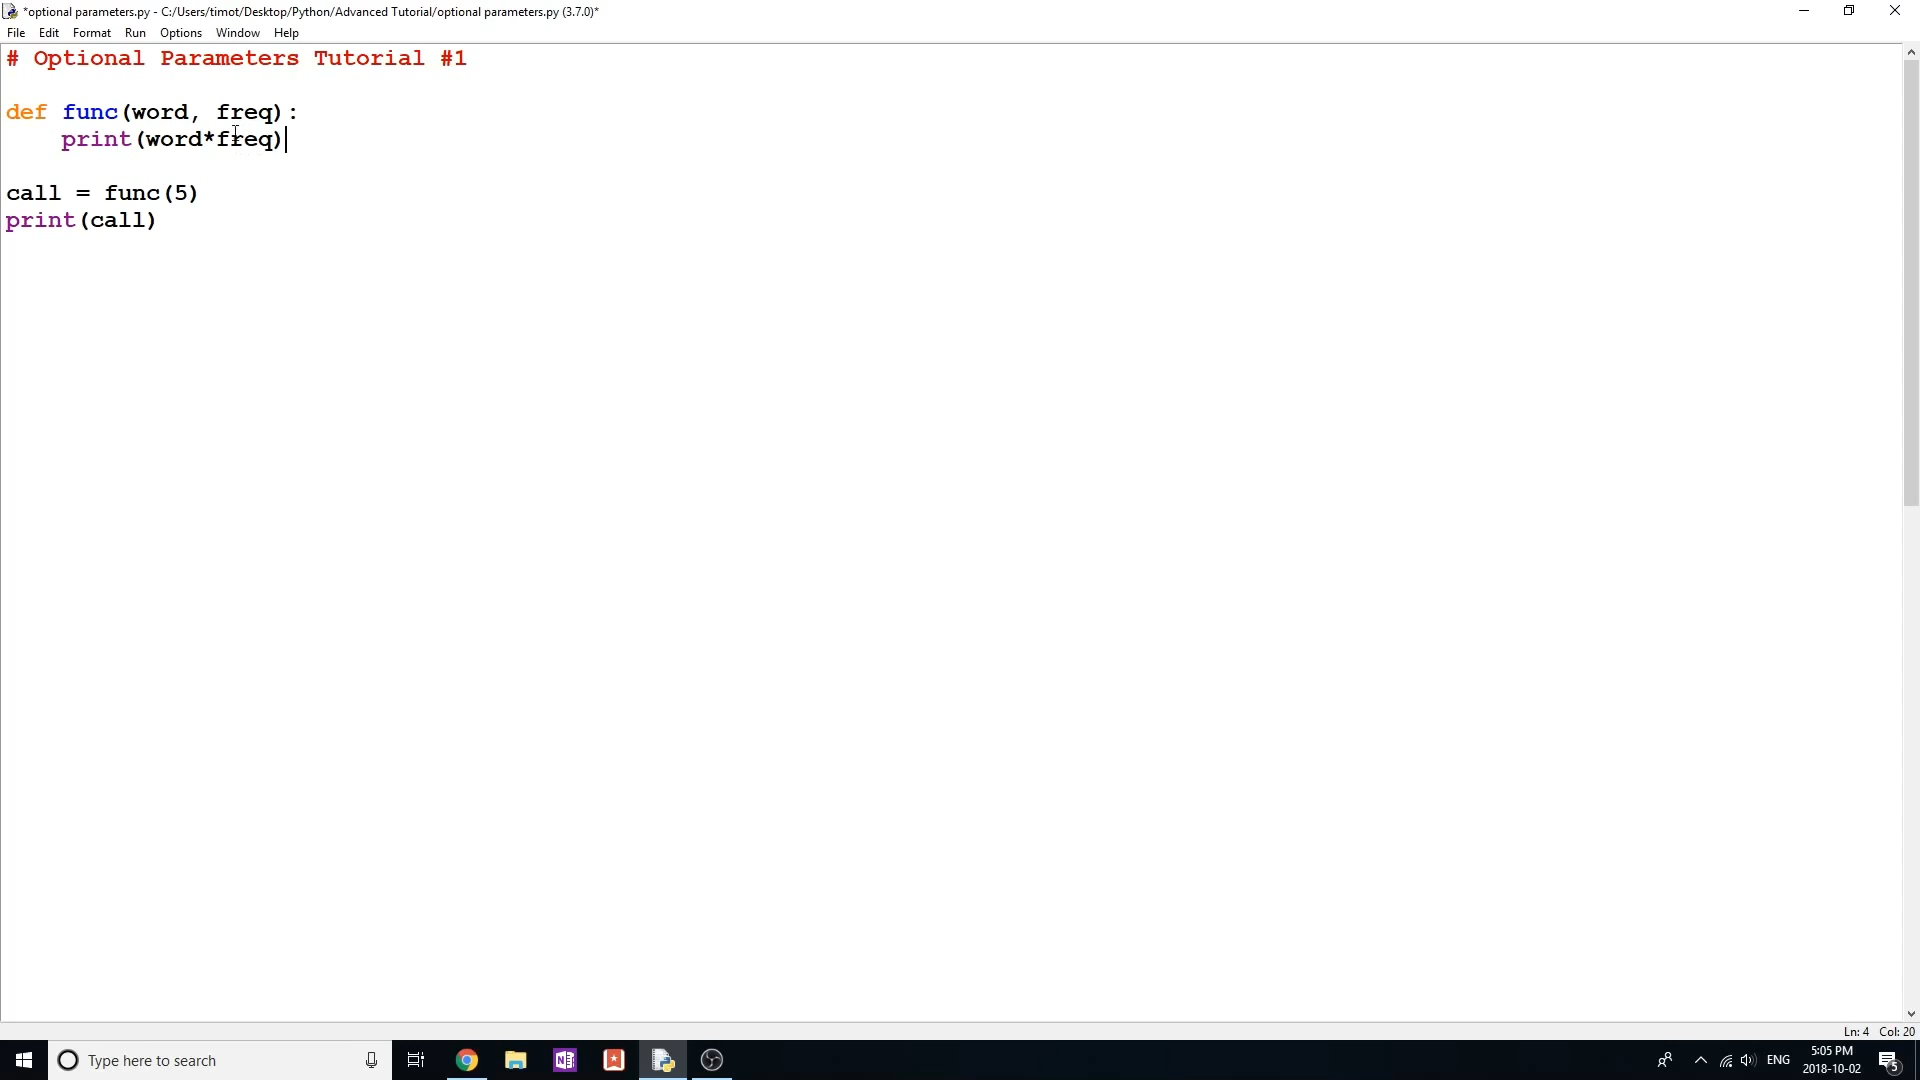 *optional parameters.py - C:/Users/timot/Desktop/Python/Advanced Tutorial/optional parameters.py (3.7.0)*
File Edit Format Run Options Window Help
# Optional Parameters Tutorial #1
def func(word, freq):
    print(word*freq)
call = func(5)
print(call)
Ln: 4 Col: 20
Type here to search
N
ENG
5:05 PM
2018-10-02
5